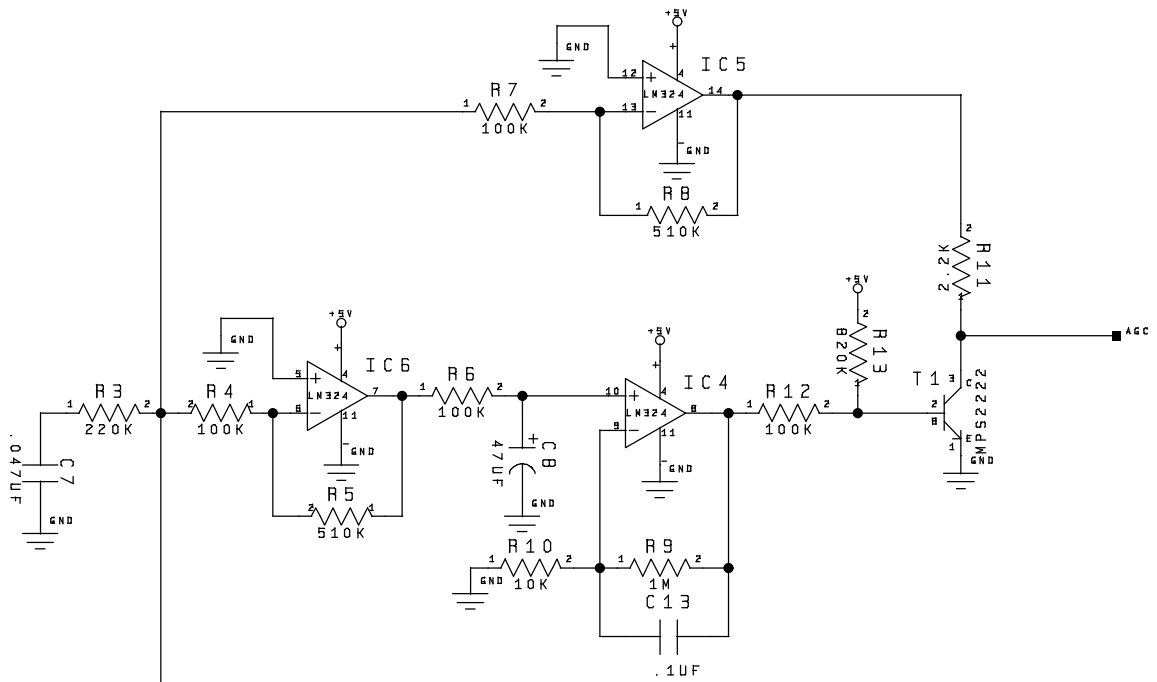 +5V
GND
+
IC5
12
+
4
LM324
14
13
-
11
-
GND
R7
1
2
100K
R8
1
2
510K
2
R11
2.2K
1
AGC
+5V
2
R13
820K
1
+5V
GND
+
IC6
5
+
4
LM324
7
6
-
11
-
GND
R3
1
2
220K
R4
2
1
100K
R5
2
1
510K
C7
.047UF
GND
R6
1
2
100K
+
C8
47UF
GND
+5V
+
IC4
10
+
4
LM324
8
9
-
11
-
GND
R12
1
2
100K
T1
3
C
2
B
1
E
MPS2222
GND
R10
1
2
10K
GND
R9
1
2
1M
C13
.1UF